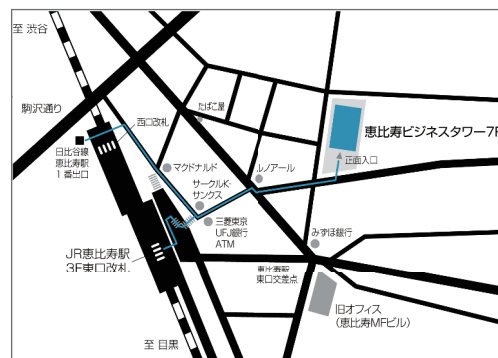 至 渋谷
駒沢通り
西口改札
たばこ屋
恵比寿ビジネスタワー7F
日比谷線
恵比寿駅
1番出口
マクドナルド
ルノアール
正面入口
サークルK・
サンクス
三菱東京
UFJ銀行
ATM
みずほ銀行
JR恵比寿駅
3F東口改札
恵比寿駅
東口交差点
旧オフィス
(恵比寿MFビル)
至 目黒